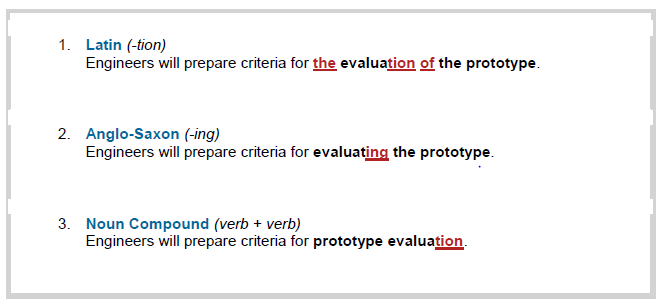 1. Latin (-tion)
Engineers will prepare criteria for the evaluation of the prototype.
2. Anglo-Saxon (-ing)
Engineers will prepare criteria for evaluating the prototype.
3. Noun Compound (verb + verb)
Engineers will prepare criteria for prototype evaluation.